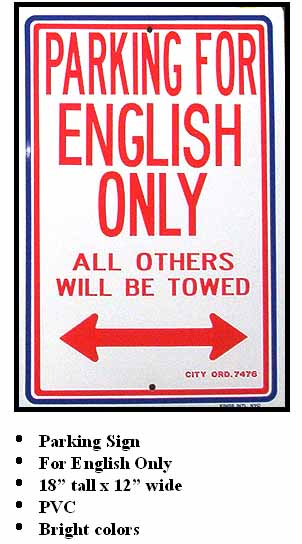 PARKING FOR
ENGLISH
ONLY
ALL OTHERS
WILL BE TOWED
CITY ORD. 7476
• Parking Sign
• For English Only
• 18” tall x 12” wide
• PVC
• Bright colors